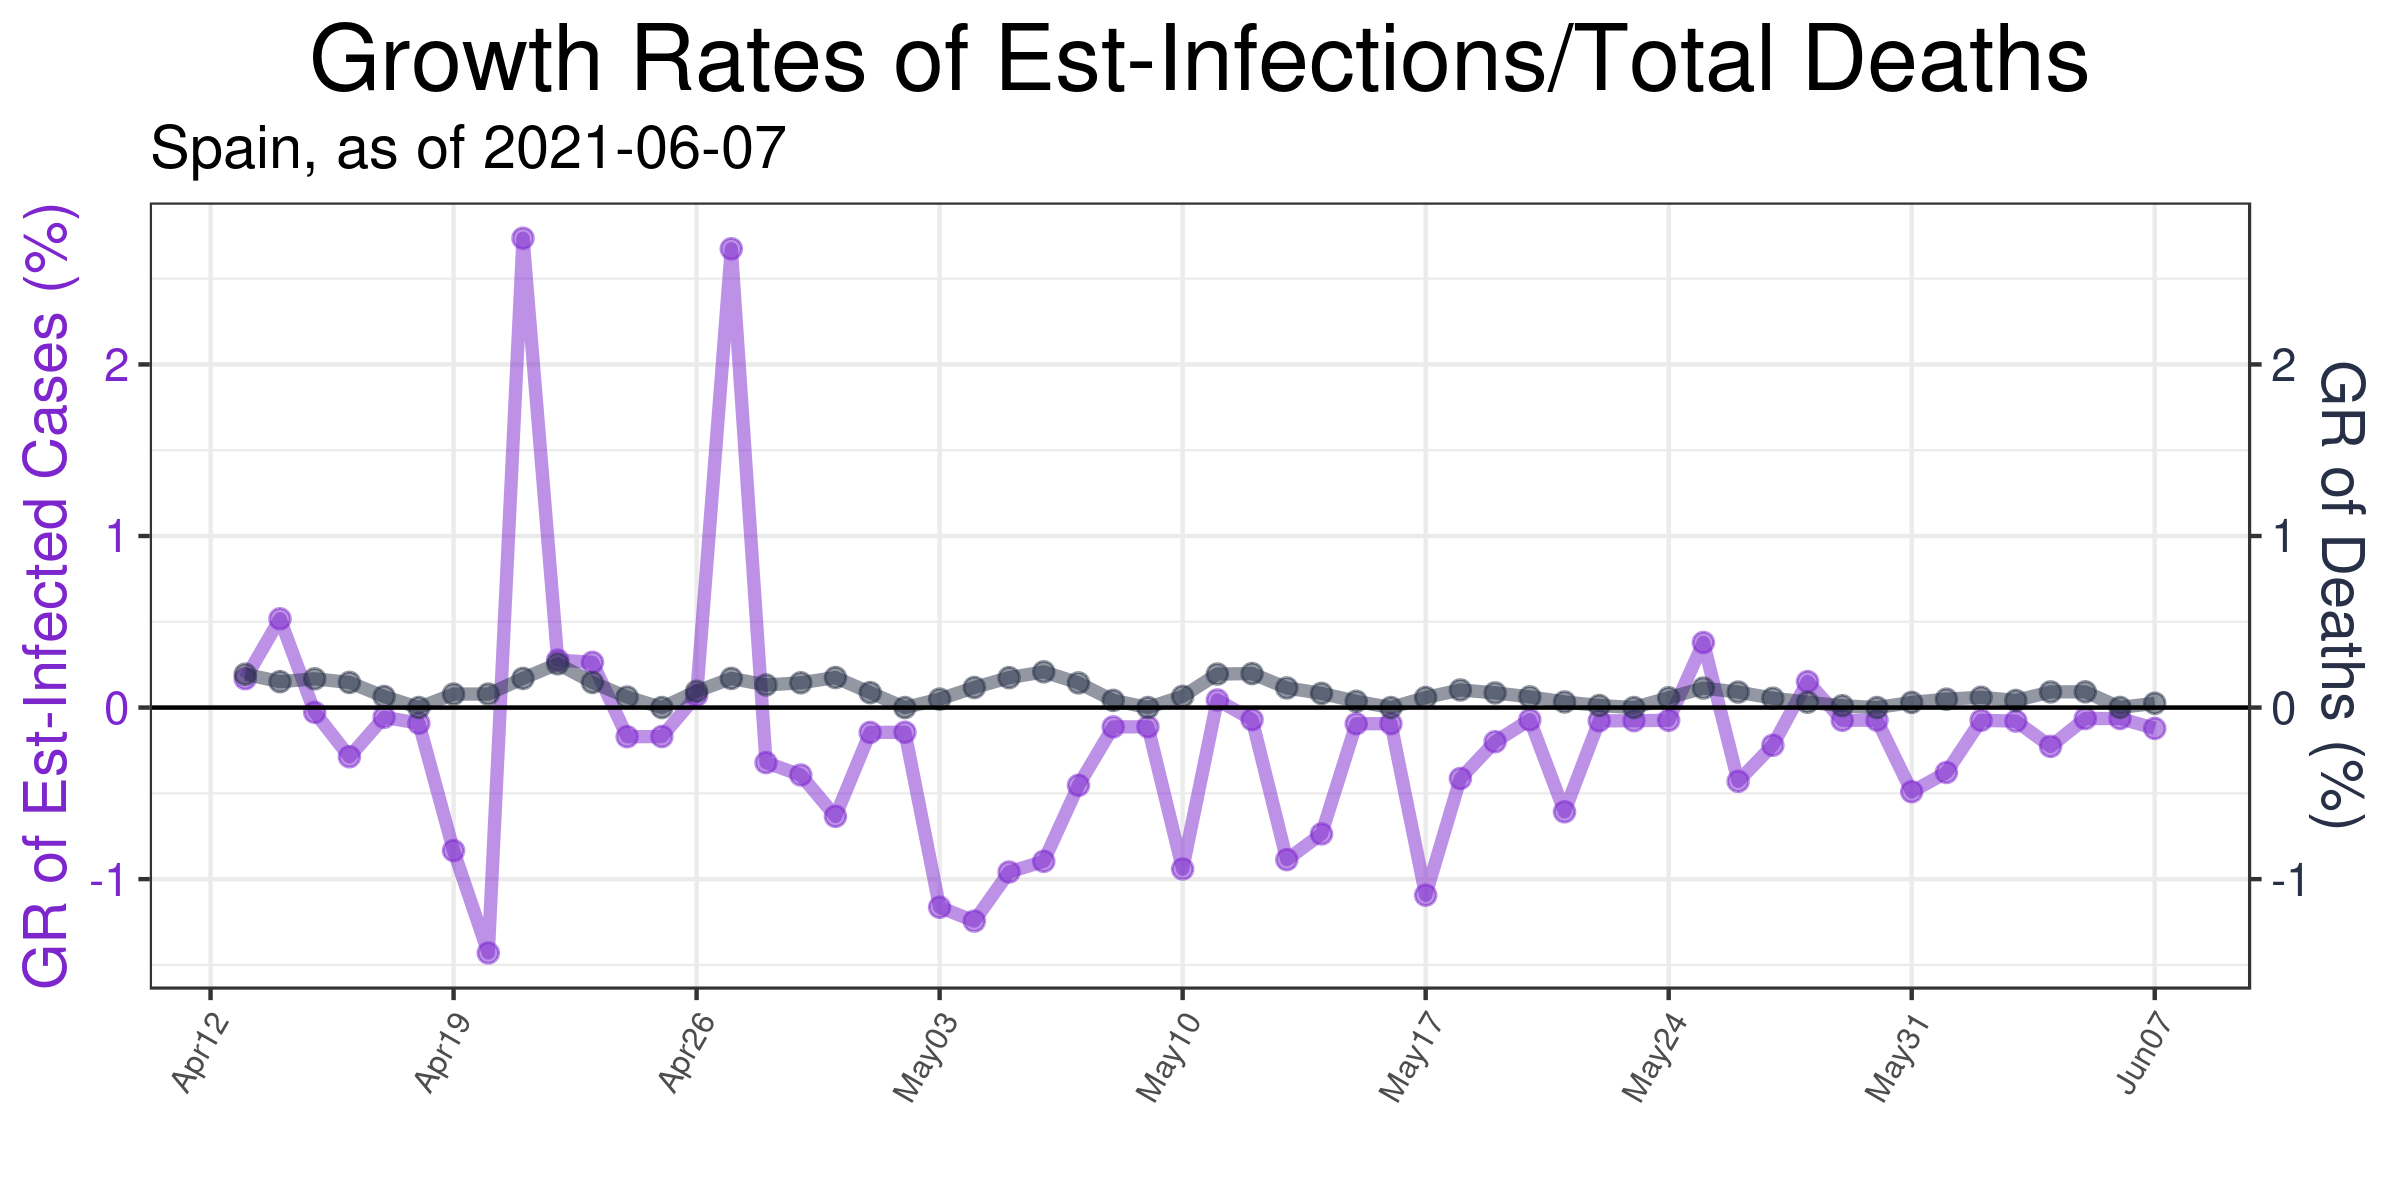 Growth Rates of Est-Infections/Total Deaths
Spain, as of 2021-06-07
GR of Est-Infected Cases (%)
2
1
0
-1
2
1
0
-1
GR of Deaths (%)
Apr12
Apr19
Apr26
May03
May10
May17
May24
May31
Jun07